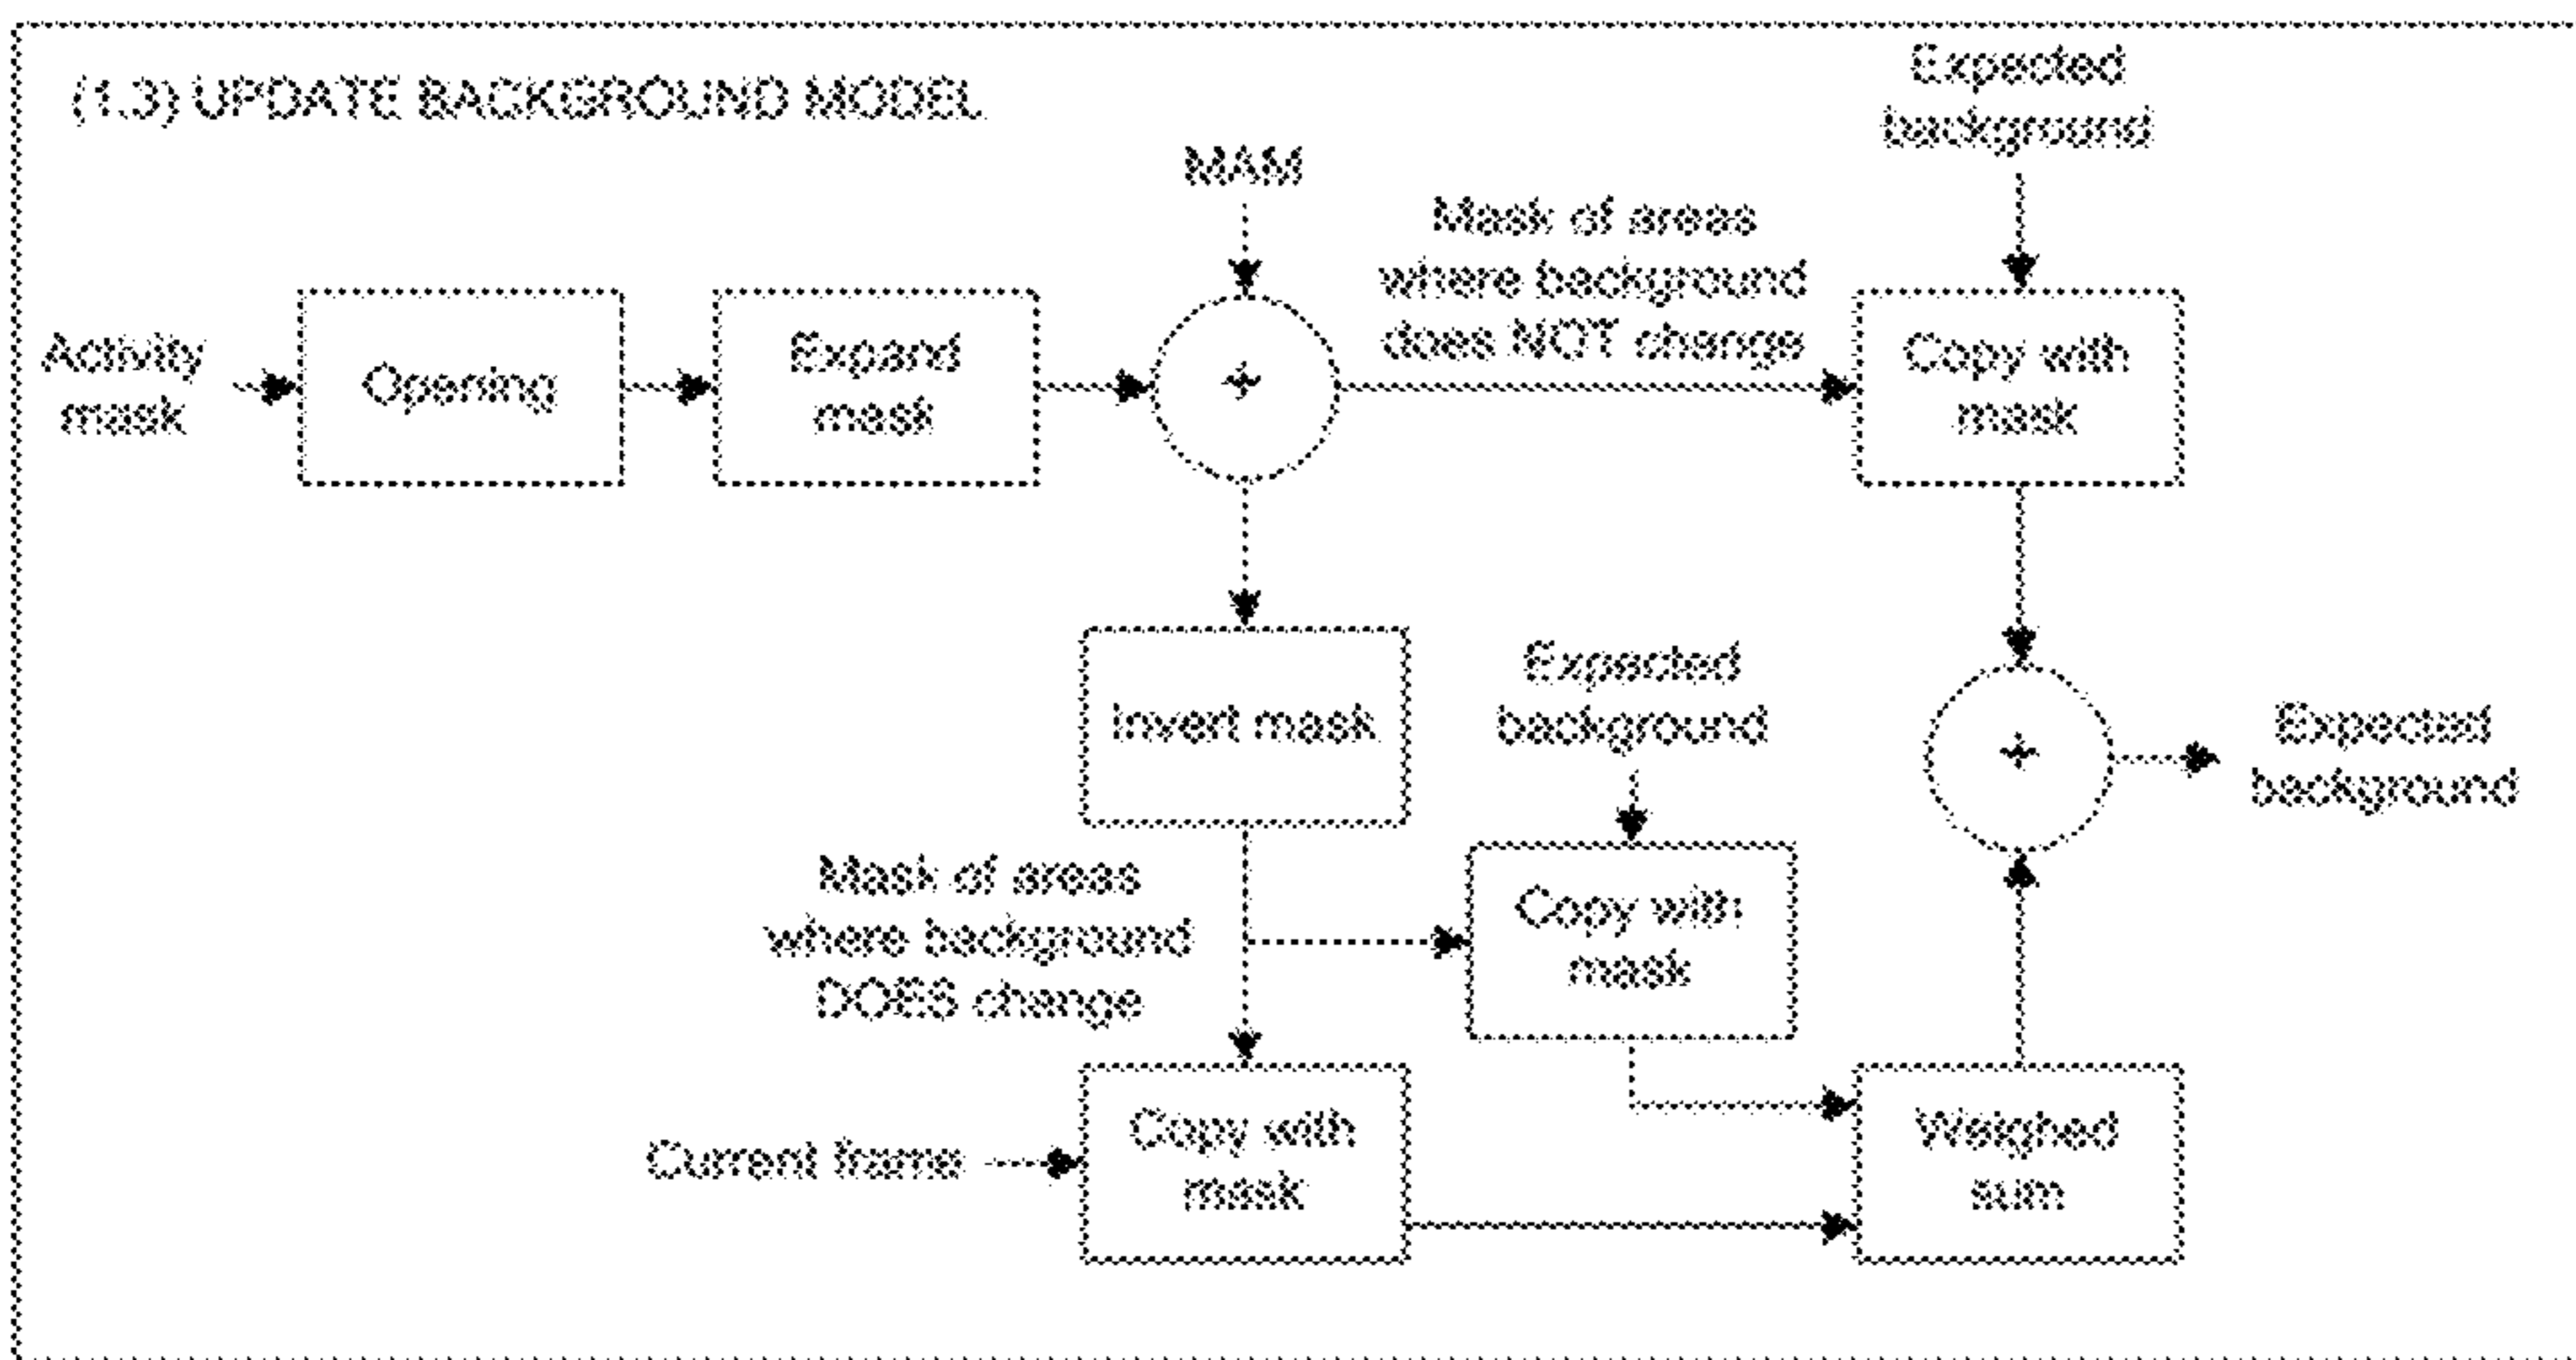 (1.3) UPDATE BACKGROUND MODEL
Expected
background
MAM
Mask of areas
where background
does NOT change
Activity
mask
Opening
Expand
mask
+
Copy with
mask
Invert mask
Expected
background
+
Expected
background
Mask of areas
where background
DOES change
Copy with
mask
Current frame
Copy with
mask
Weighed
sum